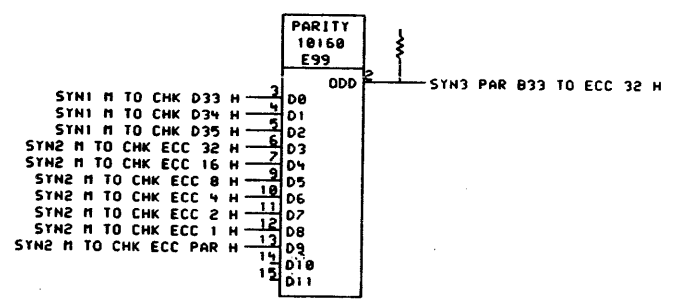 PARITY
10160
E99
ODD 2 SYN3 PAR B33 TO ECC 32 H
SYN1 M TO CHK D33 H 3 D0
SYN1 M TO CHK D34 H 4 D1
SYN1 M TO CHK D35 H 5 D2
SYN2 M TO CHK ECC 32 H 6 D3
SYN2 M TO CHK ECC 16 H 7 D4
SYN2 M TO CHK ECC 8 H 9 D5
SYN2 M TO CHK ECC 4 H 10 D6
SYN2 M TO CHK ECC 2 H 11 D7
SYN2 M TO CHK ECC 1 H 12 D8
SYN2 M TO CHK ECC PAR H 13 D9
14 D10
15 D11